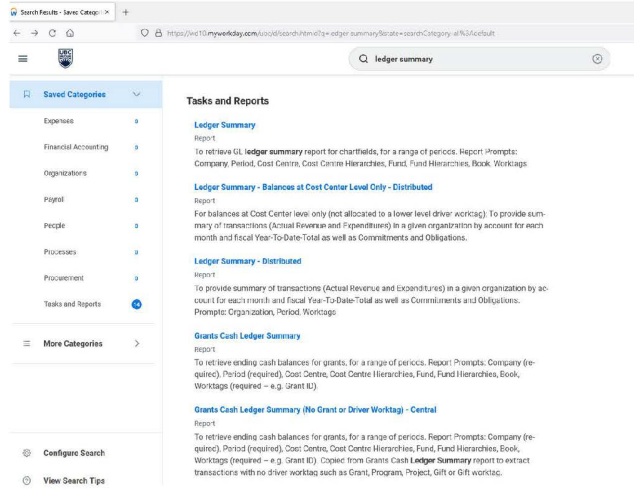 Search Results - Saved Categori × +
https://wd10.myworkday.com/ubc/d/search.htmld?q=ledger summary&state=searchCategory-all%3Adefault
UBC
ledger summary
Saved Categories
Expenses 0
Financial Accounting 0
Organizations 0
Payroll 0
People 0
Processes 0
Procurement 0
Tasks and Reports 14
More Categories
Configure Search
View Search Tips
Tasks and Reports
Ledger Summary
Report
To retrieve GL ledger summary report for chartfields, for a range of periods. Report Prompts:
Company, Period, Cost Centre, Cost Centre Hierarchies, Fund, Fund Hierarchies, Book, Worktags
Ledger Summary - Balances at Cost Center Level Only - Distributed
Report
For balances at Cost Center level only (not allocated to a lower level driver worktag): To provide sum-
mary of transactions (Actual Revenue and Expenditures) in a given organization by account for each
month and fiscal Year-To-Date-Total as well as Commitments and Obligations.
Ledger Summary - Distributed
Report
To provide summary of transactions (Actual Revenue and Expenditures) in a given organization by ac-
count for each month and fiscal Year-To-Date-Total as well as Commitments and Obligations.
Prompts: Organization, Period, Worktags
Grants Cash Ledger Summary
Report
To retrieve ending cash balances for grants, for a range of periods. Report Prompts: Company (re-
quired), Period (required), Cost Centre, Cost Centre Hierarchies, Fund, Fund Hierarchies, Book,
Worktags (required – e.g. Grant ID).
Grants Cash Ledger Summary (No Grant or Driver Worktag) - Central
Report
To retrieve ending cash balances for grants, for a range of periods. Report Prompts: Company (re-
quired), Period (required), Cost Centre, Cost Centre Hierarchies, Fund, Fund Hierarchies, Book,
Worktags (required – e.g. Grant ID). Copied from Grants Cash Ledger Summary report to extract
transactions with no driver worktag such as Grant, Program, Project, Gift or Gift worktag.